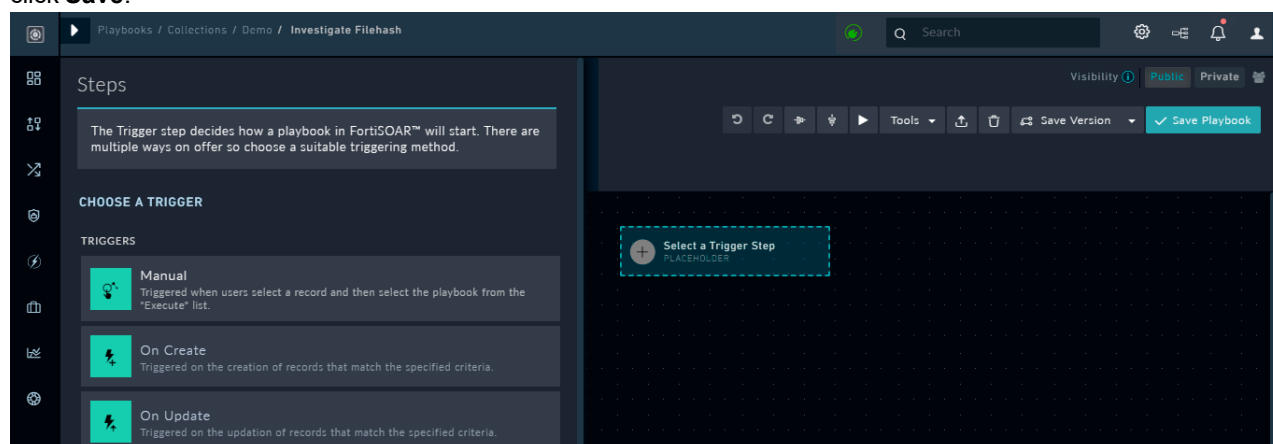 click Save.
Playbooks / Collections / Demo / Investigate Filehash
Search
Steps
Visibility
Public
Private
The Trigger step decides how a playbook in FortiSOAR™ will start. There are
multiple ways on offer so choose a suitable triggering method.
Tools
Save Version
Save Playbook
CHOOSE A TRIGGER
TRIGGERS
Select a Trigger Step
PLACEHOLDER
Manual
Triggered when users select a record and then select the playbook from the
"Execute" list.
On Create
Triggered on the creation of records that match the specified criteria.
On Update
Triggered on the updation of records that match the specified criteria.